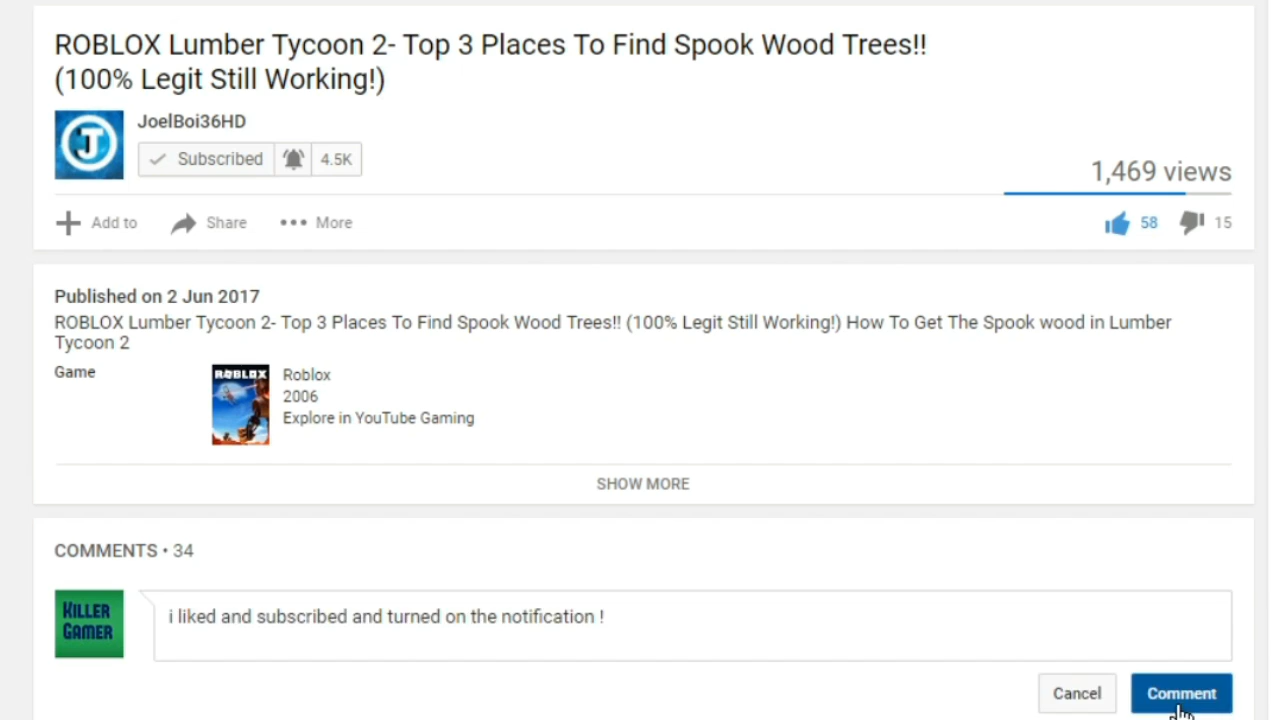 ROBLOX Lumber Tycoon 2- Top 3 Places To Find Spook Wood Trees!!
(100% Legit Still Working!)
J
JoelBoi36HD
Subscribed 4.5K
1,469 views
Add to Share More 58 15
Published on 2 Jun 2017
ROBLOX Lumber Tycoon 2- Top 3 Places To Find Spook Wood Trees!! (100% Legit Still Working!) How To Get The Spook wood in Lumber
Tycoon 2
Game
ROBLOX
Roblox
2006
Explore in YouTube Gaming
SHOW MORE
COMMENTS • 34
KILLER
GAMER
i liked and subscribed and turned on the notification !
Cancel Comment